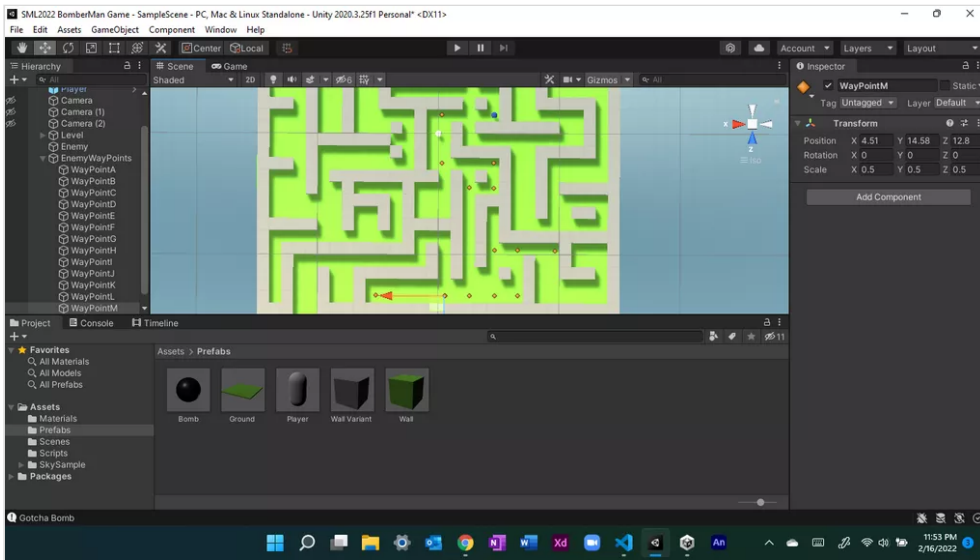 SML2022 BomberMan Game - SampleScene - PC, Mac & Linux Standalone - Unity 2020.3.25f1 Personal* <DX11>
File Edit Assets GameObject Component Window Help
Center Local Account Layers Layout
Hierarchy Scene Game Inspector
All Shaded 2D 6 Gizmos All WayPointM Static
Player
Camera
Camera (1)
Camera (2)
Level
Enemy
EnemyWayPoints
WayPointA
WayPointB
WayPointC
WayPointD
WayPointE
WayPointF
WayPointG
WayPointH
WayPointI
WayPointJ
WayPointK
WayPointL
WayPointM
x
z
Iso
Tag Untagged Layer Default
Transform
Position X 4.51 Y 14.58 Z 12.8
Rotation X 0 Y 0 Z 0
Scale X 0.5 Y 0.5 Z 0.5
Add Component
Project Console Timeline
11
Favorites
All Materials
All Models
All Prefabs
Assets
Materials
Prefabs
Scenes
Scripts
SkySample
Packages
Assets > Prefabs
Bomb Ground Player Wall Variant Wall
Gotcha Bomb
Xd An
11:53 PM
2/16/2022